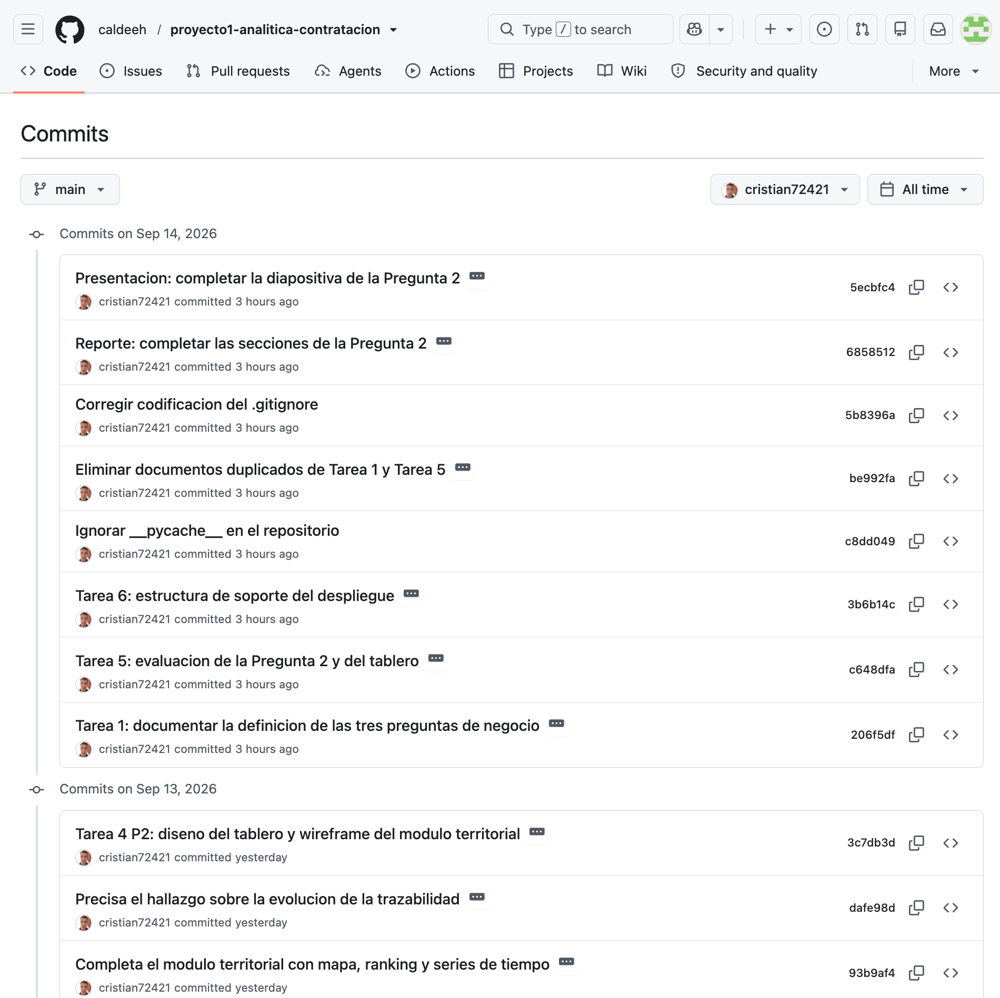 caldeeh / proyecto1-analitica-contratacion
Type / to search
Code Issues Pull requests Agents Actions Projects Wiki Security and quality More
Commits
main
cristian72421 All time
Commits on Sep 14, 2026
Presentacion: completar la diapositiva de la Pregunta 2
cristian72421 committed 3 hours ago
5ecbfc4
Reporte: completar las secciones de la Pregunta 2
cristian72421 committed 3 hours ago
6858512
Corregir codificacion del .gitignore
cristian72421 committed 3 hours ago
5b8396a
Eliminar documentos duplicados de Tarea 1 y Tarea 5
cristian72421 committed 3 hours ago
be992fa
Ignorar __pycache__ en el repositorio
cristian72421 committed 3 hours ago
c8dd049
Tarea 6: estructura de soporte del despliegue
cristian72421 committed 3 hours ago
3b6b14c
Tarea 5: evaluacion de la Pregunta 2 y del tablero
cristian72421 committed 3 hours ago
c648dfa
Tarea 1: documentar la definicion de las tres preguntas de negocio
cristian72421 committed 3 hours ago
206f5df
Commits on Sep 13, 2026
Tarea 4 P2: diseno del tablero y wireframe del modulo territorial
cristian72421 committed yesterday
3c7db3d
Precisa el hallazgo sobre la evolucion de la trazabilidad
cristian72421 committed yesterday
dafe98d
Completa el modulo territorial con mapa, ranking y series de tiempo
cristian72421 committed yesterday
93b9af4